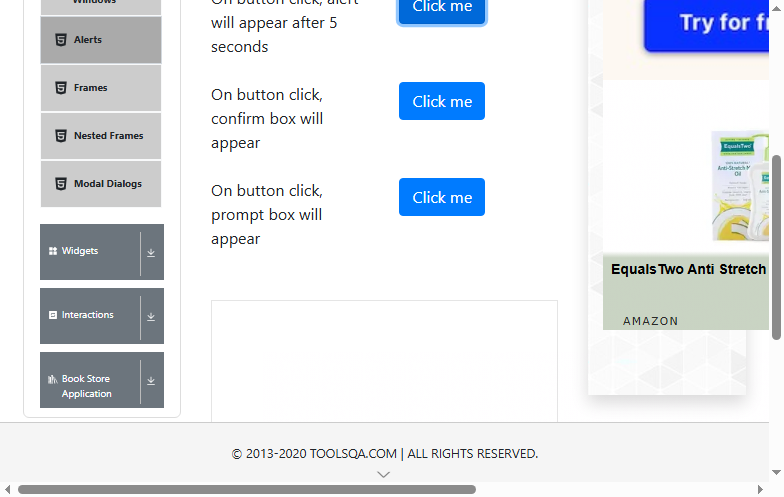 Windows
Alerts
Frames
Nested Frames
Modal Dialogs
Widgets
Interactions
Book Store
Application
On button click, alert
will appear after 5
seconds
Click me
On button click,
confirm box will
appear
Click me
On button click,
prompt box will
appear
Click me
Try for fr
EqualsTwo
Anti-Stretch M
Oil
EqualsTwo Anti Stretch
AMAZON
© 2013-2020 TOOLSQA.COM | ALL RIGHTS RESERVED.